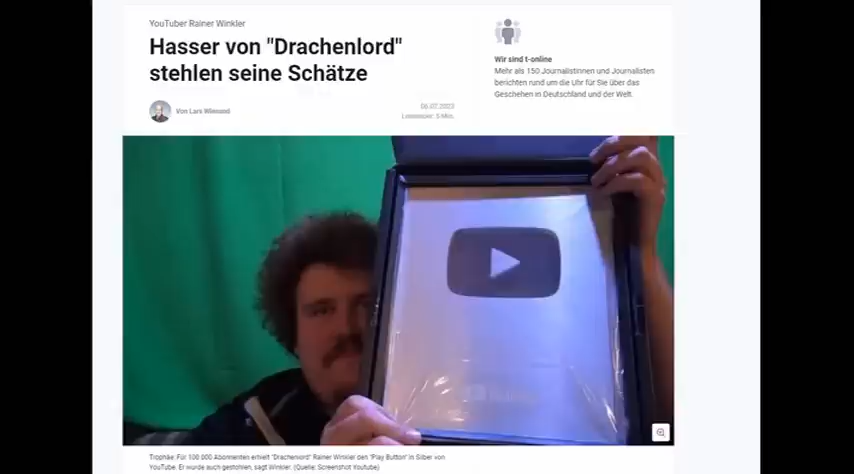 YouTuber Rainer Winkler
Hasser von "Drachenlord"
stehlen seine Schätze
Von Lars Wienand
06.07.2023
Lesedauer: 5 Min.
Wir sind t-online
Mehr als 150 Journalistinnen und Journalisten
berichten rund um die Uhr für Sie über das
Geschehen in Deutschland und der Welt.
Trophäe: Für 100 000 Abonnenten erhielt "Drachenlord" Rainer Winkler den "Play Button" in Silber von
YouTube. Er wurde auch gestohlen, sagt Winkler. (Quelle: Screenshot Youtube)